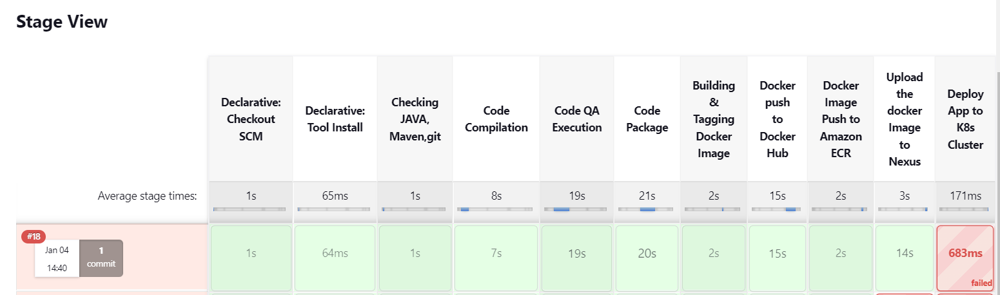 Stage View
Declarative:
Checkout
SCM
Declarative:
Tool Install
Checking
JAVA,
Maven,git
Code
Compilation
Code QA
Execution
Code
Package
Building
&
Tagging
Docker
Image
Docker
push
to
Docker
Hub
Docker
Image
Push to
Amazon
ECR
Upload
the
docker
Image
to
Nexus
Deploy
App to
K8s
Cluster
Average stage times:
1s
65ms
1s
8s
19s
21s
2s
15s
2s
3s
171ms
#18
Jan 04
14:40
1
commit
1s
64ms
1s
7s
19s
20s
2s
15s
2s
14s
683ms
failed